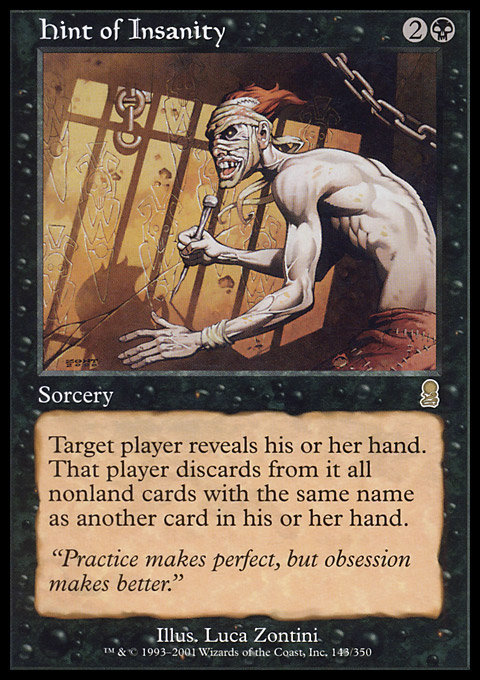 Hint of Insanity 2
Sorcery
Target player reveals his or her hand.
That player discards from it all
nonland cards with the same name
as another card in his or her hand.
“Practice makes perfect, but obsession
makes better.”
Illus. Luca Zontini
™ & © 1993–2001 Wizards of the Coast, Inc. 143/350